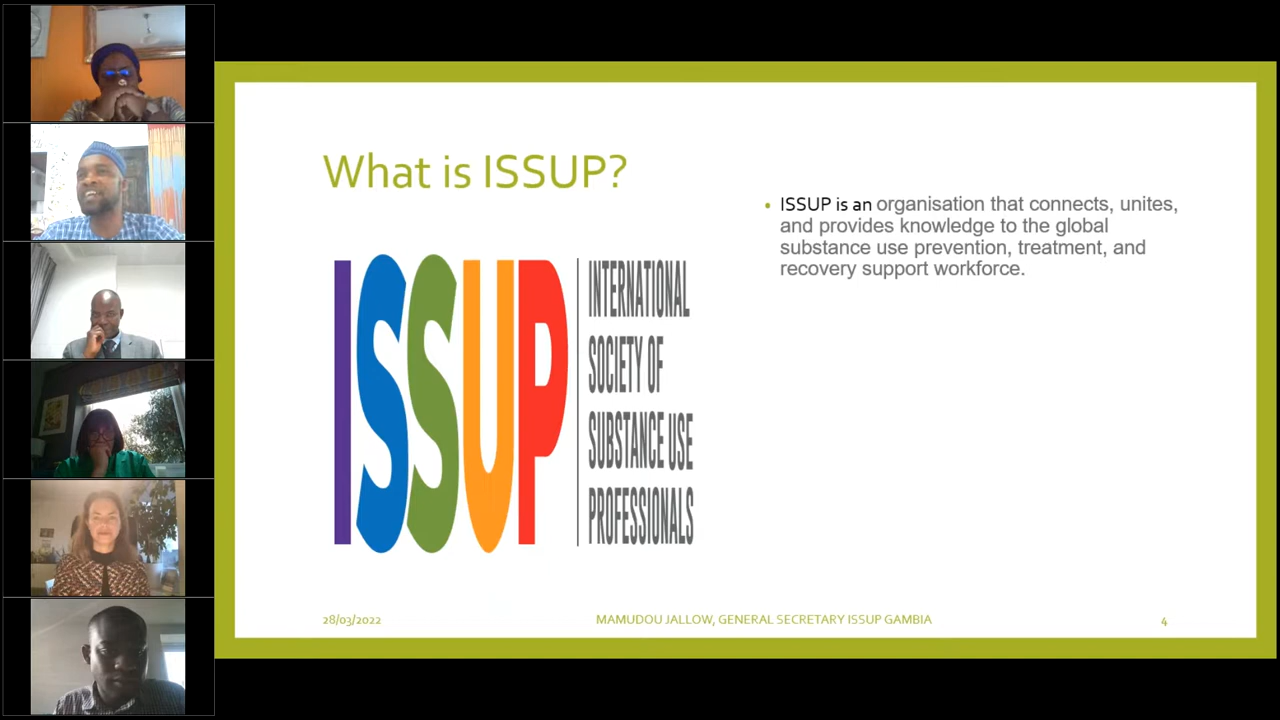 What is ISSUP?
ISSUP
INTERNATIONAL
SOCIETY OF
SUBSTANCE USE
PROFESSIONALS
• ISSUP is an organisation that connects, unites,
and provides knowledge to the global
substance use prevention, treatment, and
recovery support workforce.
28/03/2022
MAMUDOU JALLOW, GENERAL SECRETARY ISSUP GAMBIA
4